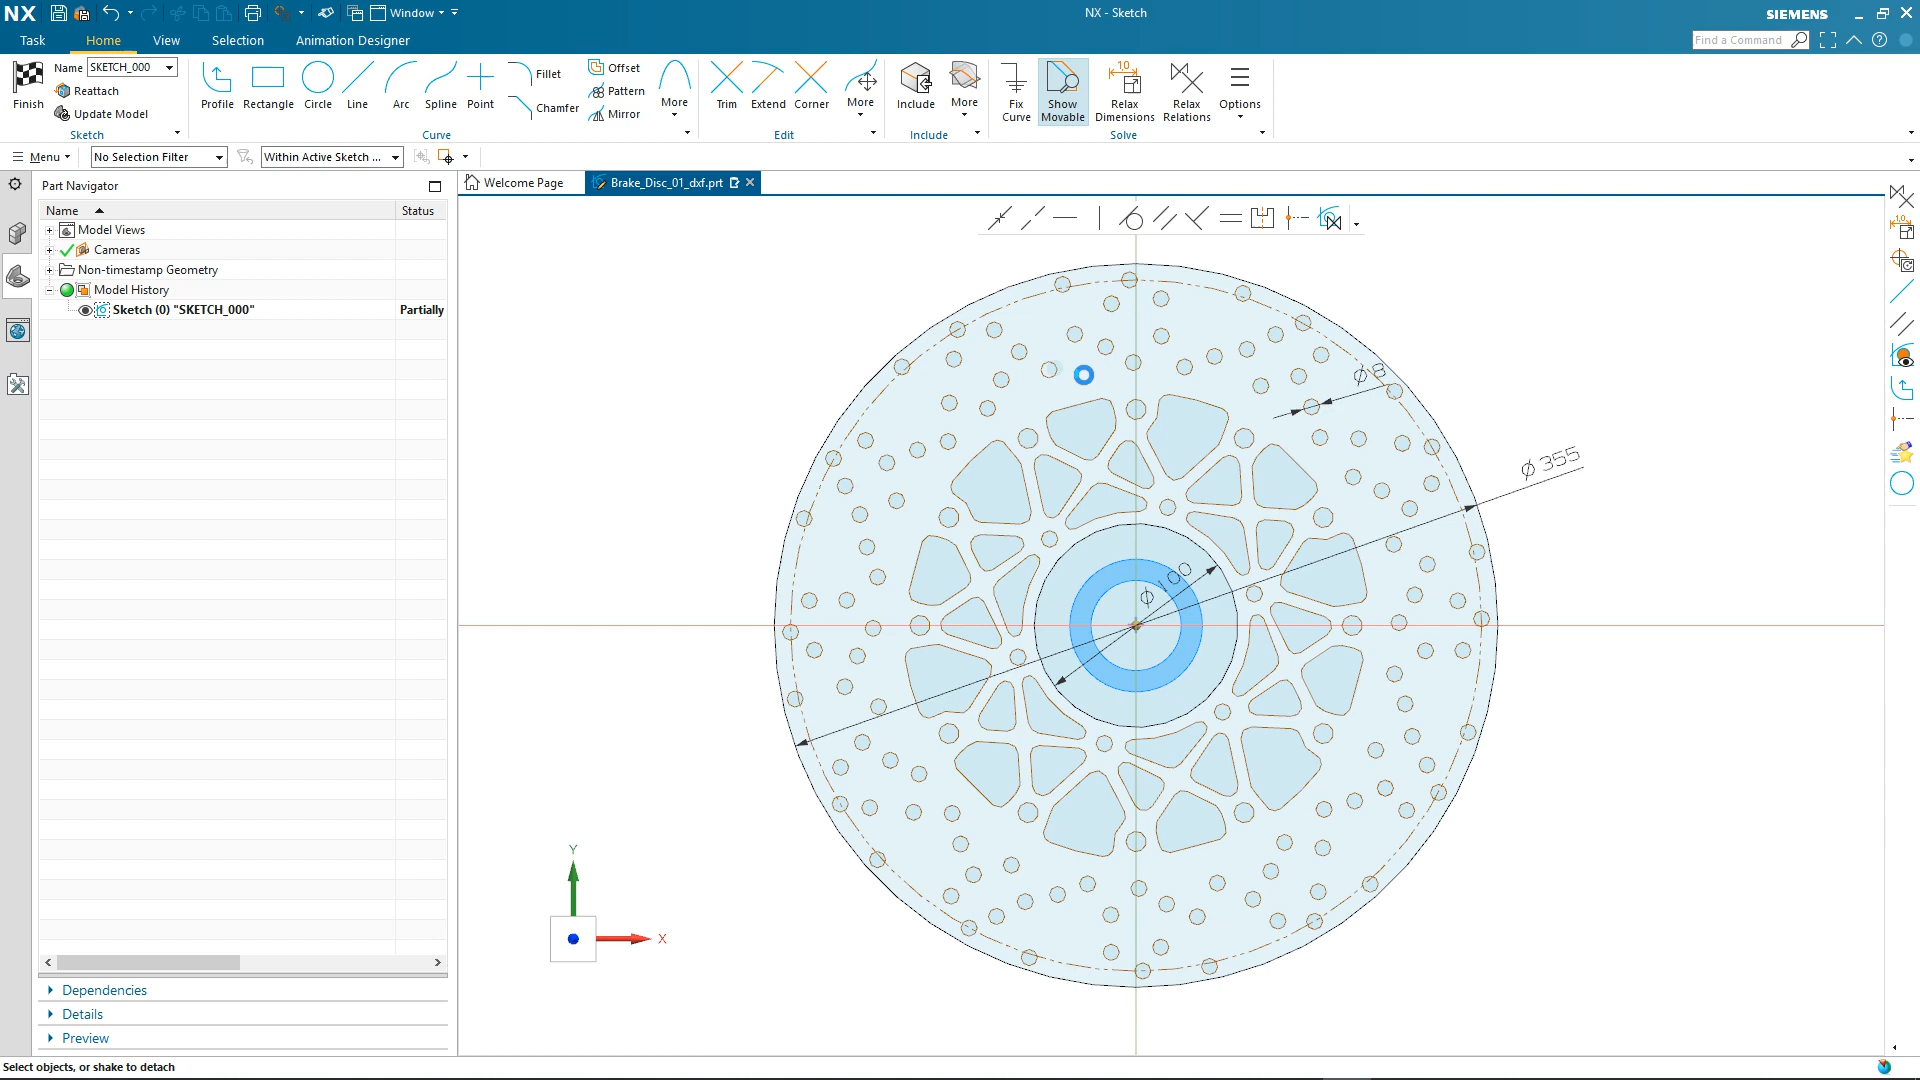 NX
Window
NX - Sketch
SIEMENS
Task
Home
View
Selection
Animation Designer
Find a Command
Finish
Name
SKETCH_000
Reattach
Update Model
Sketch
Profile
Rectangle
Circle
Line
Arc
Spline
Point
Fillet
Chamfer
Offset
Pattern
Mirror
More
Curve
Trim
Extend
Corner
More
Edit
Include
More
Include
Fix
Curve
Show
Movable
Relax
Dimensions
Relax
Relations
Options
Solve
Menu
No Selection Filter
Within Active Sketch ...
Part Navigator
Welcome Page
Brake_Disc_01_dxf.prt
Name
Status
Model Views
Cameras
Non-timestamp Geometry
Model History
Sketch (0) "SKETCH_000"
Partially
ϕ 8
ϕ 355
ϕ 100
Y
X
Dependencies
Details
Preview
Select objects, or shake to detach